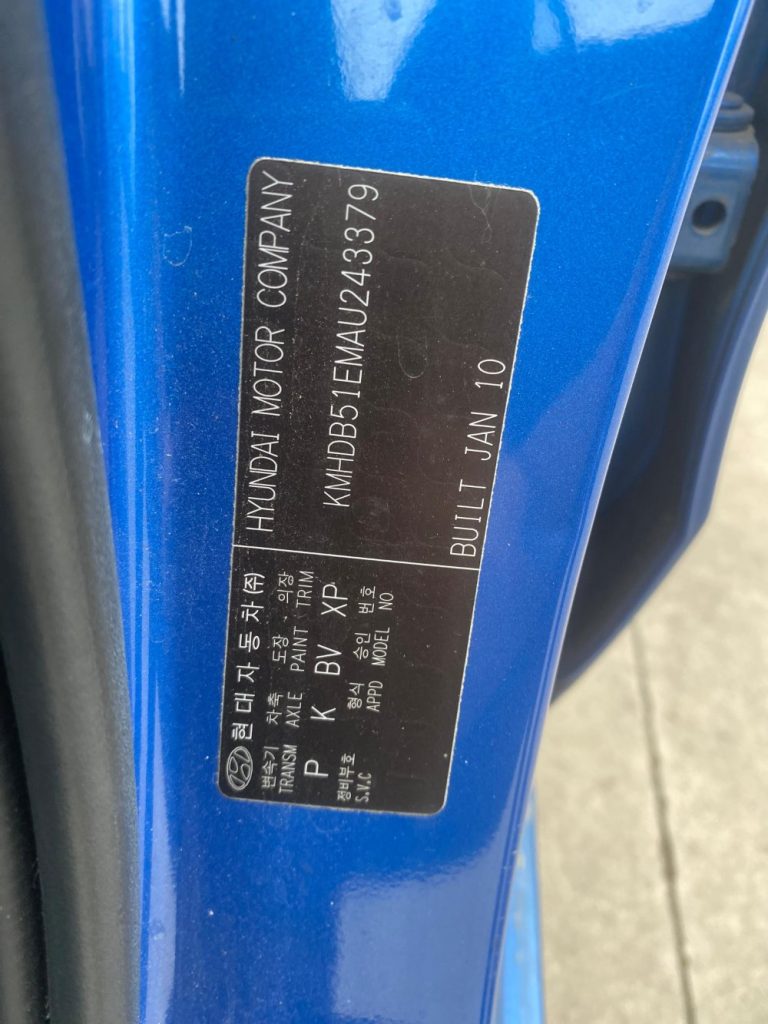 현대자동차(주)
HYUNDAI MOTOR COMPANY
변속기 차축 도장 . 의장
TRANSM AXLE PAINT TRIM
P K BV XP
KMHDB51EMAU243379
정비부호 형식 승인 번호
S.V.C APPD MODEL NO
BUILT JAN 10